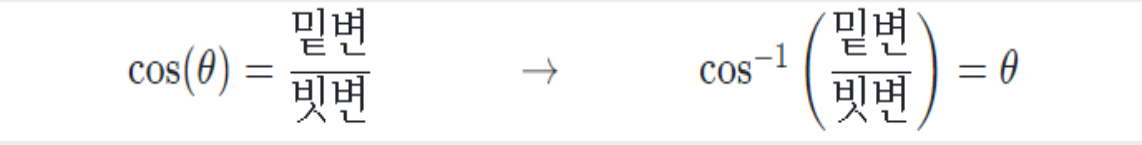 cos(θ) = 밑변/빗변 → cos⁻¹(밑변/빗변) = θ